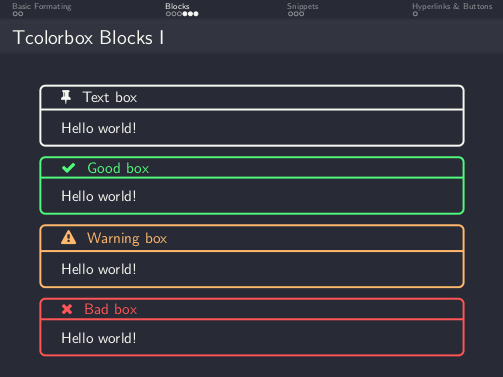 Basic Formating
Blocks
Snippets
Hyperlinks & Buttons
Tcolorbox Blocks I
Text box
Hello world!
Good box
Hello world!
Warning box
Hello world!
Bad box
Hello world!